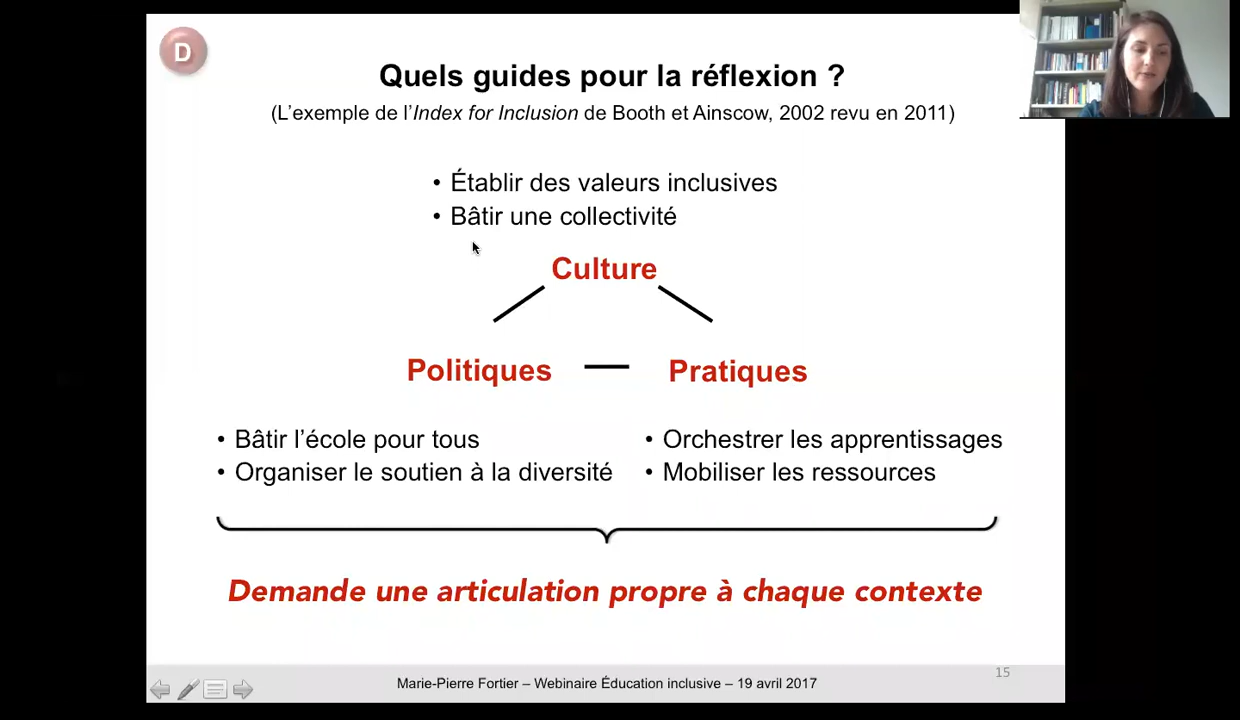 D
Quels guides pour la réflexion ?
(L’exemple de l’Index for Inclusion de Booth et Ainscow, 2002 revu en 2011)
• Établir des valeurs inclusives
• Bâtir une collectivité
Culture
Politiques — Pratiques
• Bâtir l’école pour tous
• Organiser le soutien à la diversité
• Orchestrer les apprentissages
• Mobiliser les ressources
Demande une articulation propre à chaque contexte
15
Marie-Pierre Fortier – Webinaire Éducation inclusive – 19 avril 2017